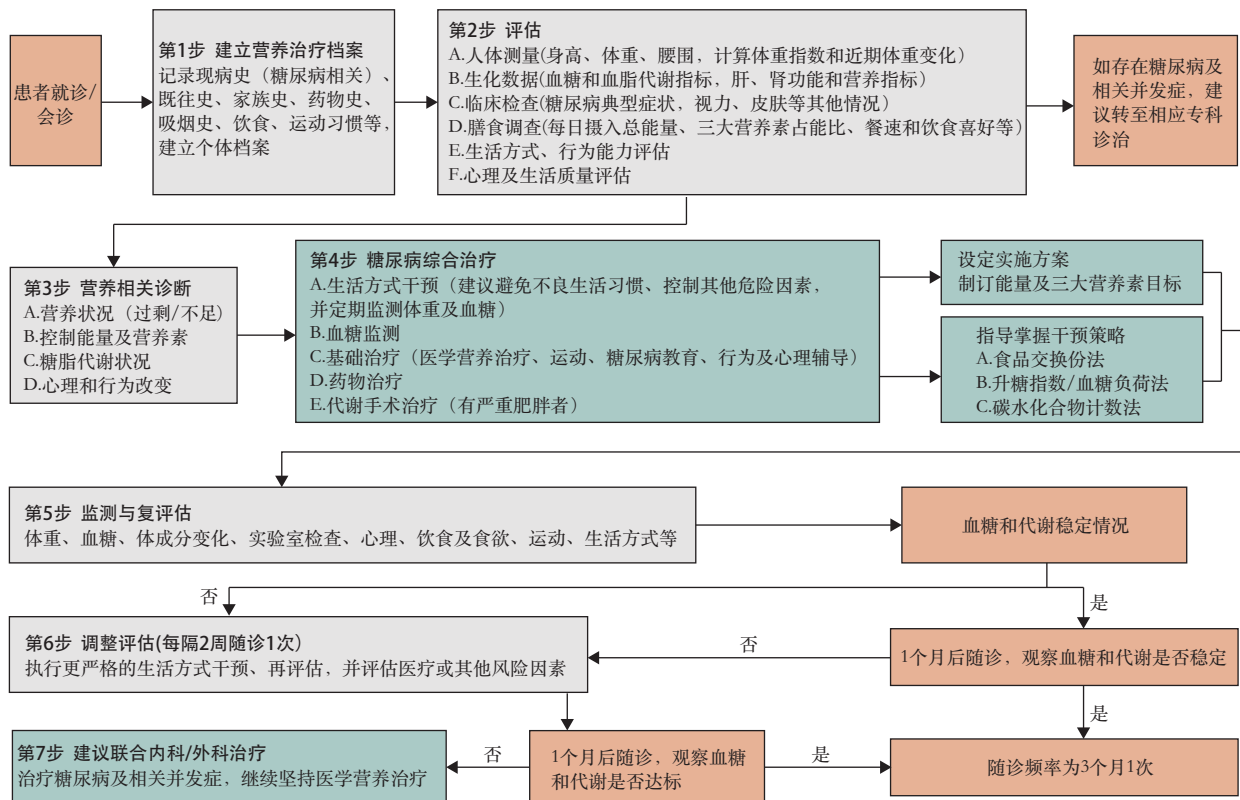 患者就诊/
会诊
第1步 建立营养治疗档案
记录现病史（糖尿病相关）、
既往史、家族史、药物史、
吸烟史、饮食、运动习惯等，
建立个体档案
第2步 评估
A.人体测量(身高、体重、腰围，计算体重指数和近期体重变化）
B.生化数据(血糖和血脂代谢指标，肝、肾功能和营养指标）
C.临床检查(糖尿病典型症状，视力、皮肤等其他情况）
D.膳食调查(每日摄入总能量、三大营养素占能比、餐速和饮食喜好等）
E.生活方式、行为能力评估
F.心理及生活质量评估
如存在糖尿病及
相关并发症，建
议转至相应专科
诊治
第3步 营养相关诊断
A.营养状况（过剩/不足）
B.控制能量及营养素
C.糖脂代谢状况
D.心理和行为改变
第4步 糖尿病综合治疗
A.生活方式干预（建议避免不良生活习惯、控制其他危险因素，
并定期监测体重及血糖）
B.血糖监测
C.基础治疗（医学营养治疗、运动、糖尿病教育、行为及心理辅导）
D.药物治疗
E.代谢手术治疗（有严重肥胖者）
设定实施方案
制订能量及三大营养素目标
指导掌握干预策略
A.食品交换份法
B.升糖指数/血糖负荷法
C.碳水化合物计数法
第5步 监测与复评估
体重、血糖、体成分变化、实验室检查、心理、饮食及食欲、运动、生活方式等
血糖和代谢稳定情况
否
是
第6步 调整评估(每隔2周随诊1次）
执行更严格的生活方式干预、再评估，并评估医疗或其他风险因素
否
1个月后随诊，观察血糖和代谢是否稳定
是
第7步 建议联合内科/外科治疗
治疗糖尿病及相关并发症，继续坚持医学营养治疗
否
1个月后随诊，观察血糖
和代谢是否达标
是
随诊频率为3个月1次